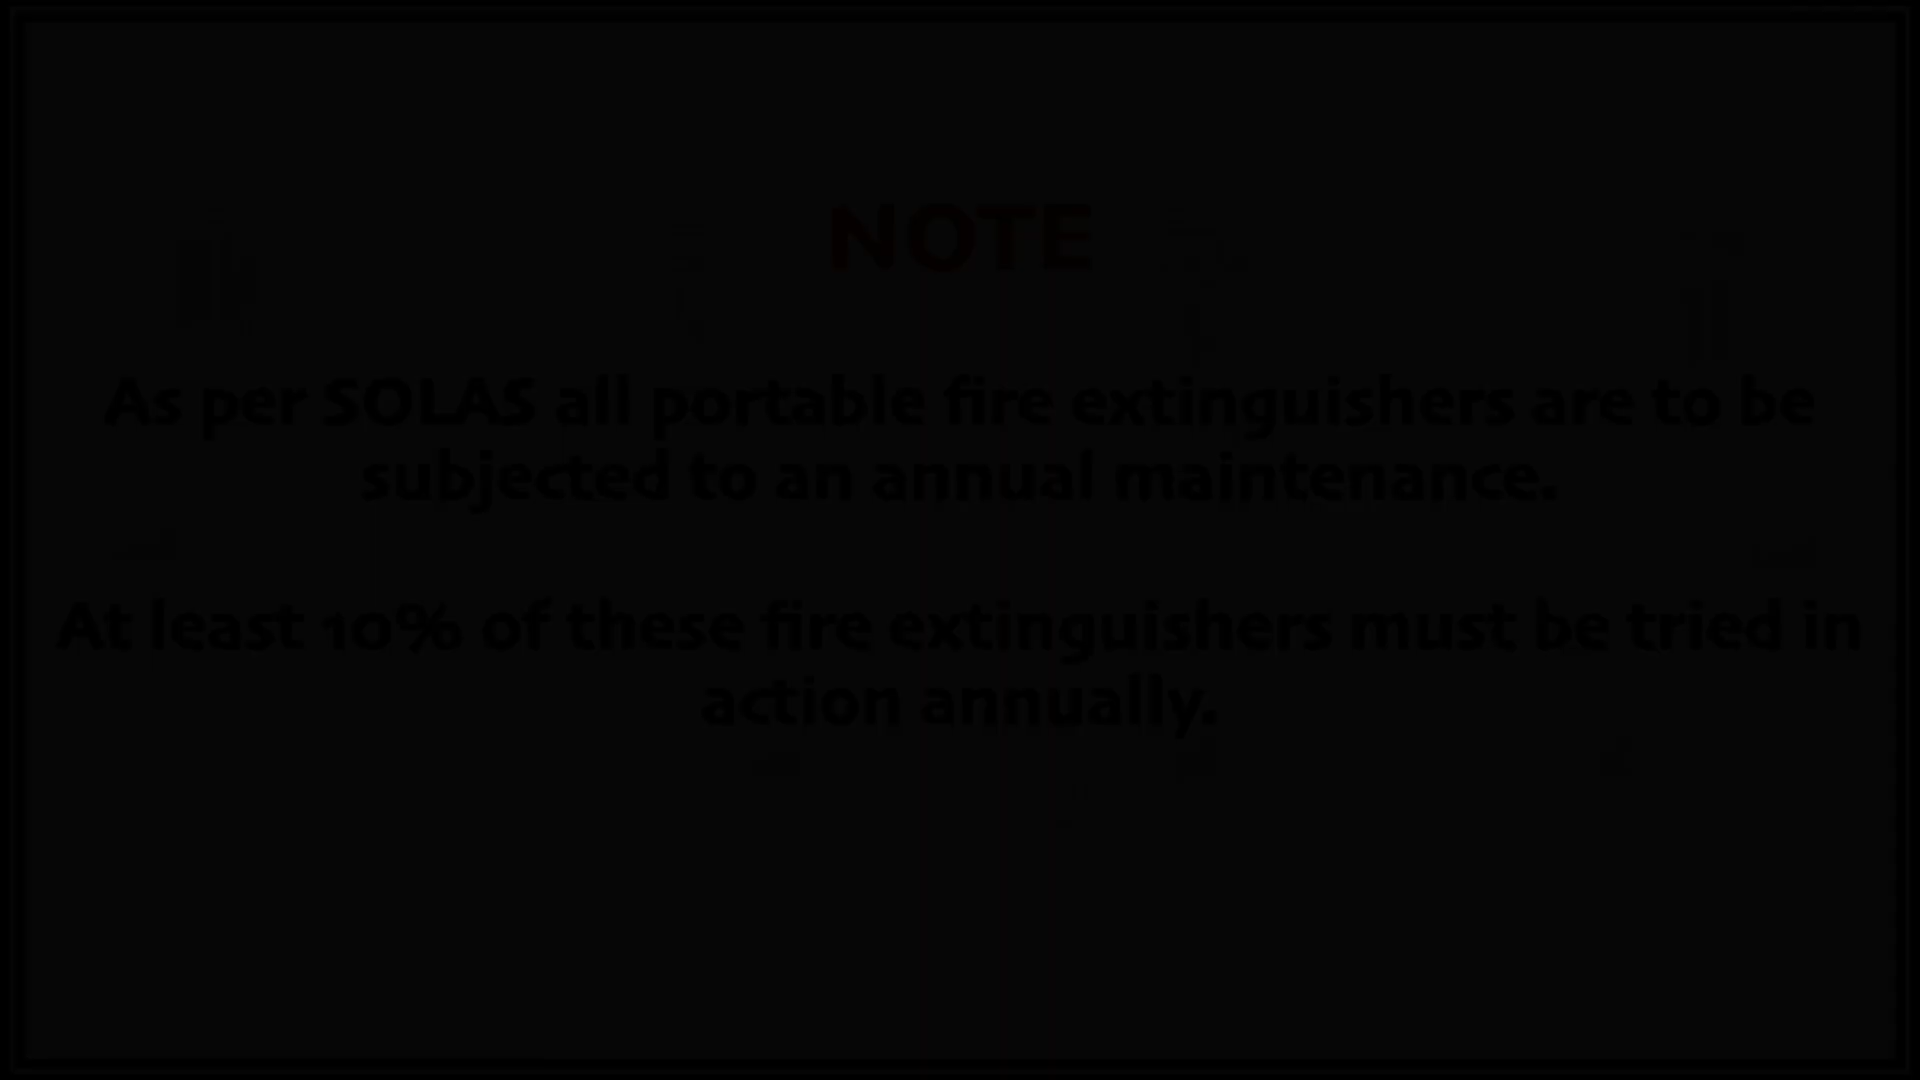 NOTE
As per SOLAS all portable fire extinguishers are to be
subjected to an annual maintenance.
At least 10% of these fire extinguishers must be tried in
action annually.